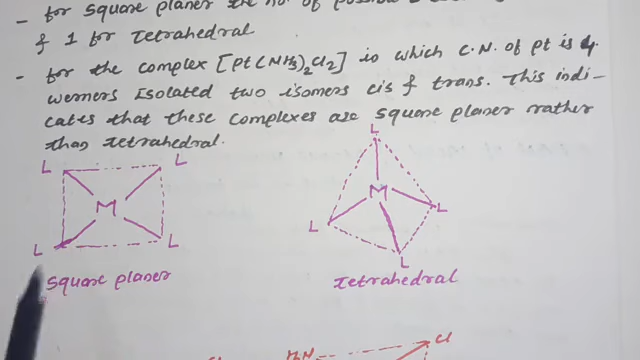 - for square planer the no. of
& 1 for Tetrahedral
- for the complex [Pt(NH3)2Cl2] in which C.N. of pt is 4.
werners Isolated two isomers cis & trans. This indi-
cates that these complexes are square planer rather
than tetrahedral.
L L L
M M
L L L L
L
square planer tetrahedral
H3N Cl